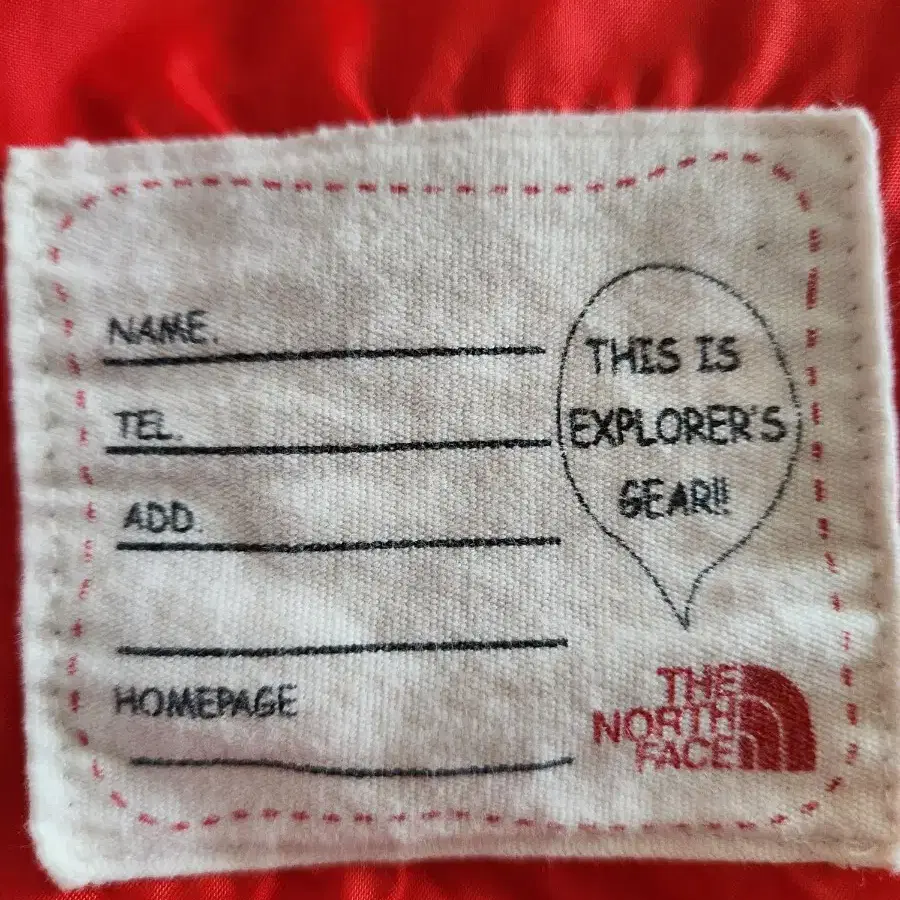 NAME.
TEL.
ADD.
HOMEPAGE
THIS IS
EXPLORER'S
GEAR!!
THE
NORTH
FACE